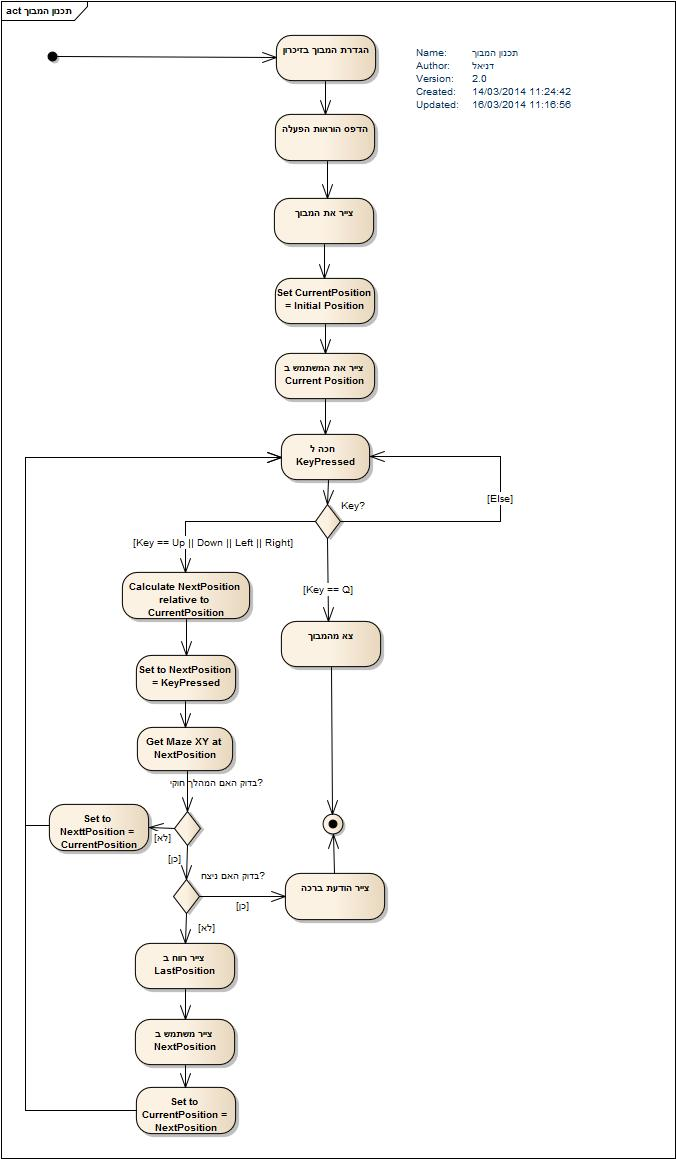 act תכנון המבוך
Name: תכנון המבוך
Author: דניאל
Version: 2.0
Created: 14/03/2014 11:24:42
Updated: 16/03/2014 11:16:56
הגדרת המבוך בזיכרון
הדפס הוראות הפעלה
צייר את המבוך
Set CurrentPosition
= Initial Position
צייר את המשתמש ב
Current Position
חכה ל
KeyPressed
Key?
[Else]
[Key == Up || Down || Left || Right]
Calculate NextPosition
relative to
CurrentPosition
[Key == Q]
צא מהמבוך
Set to NextPosition
= KeyPressed
Get Maze XY at
NextPosition
בדוק האם המהלך חוקי?
Set to
NexttPosition =
CurrentPosition
[לא]
[כן]
בדוק האם ניצח?
[כן]
צייר הודעת ברכה
[לא]
צייר רווח ב
LastPosition
צייר משתמש ב
NextPosition
Set to
CurrentPosition =
NextPosition